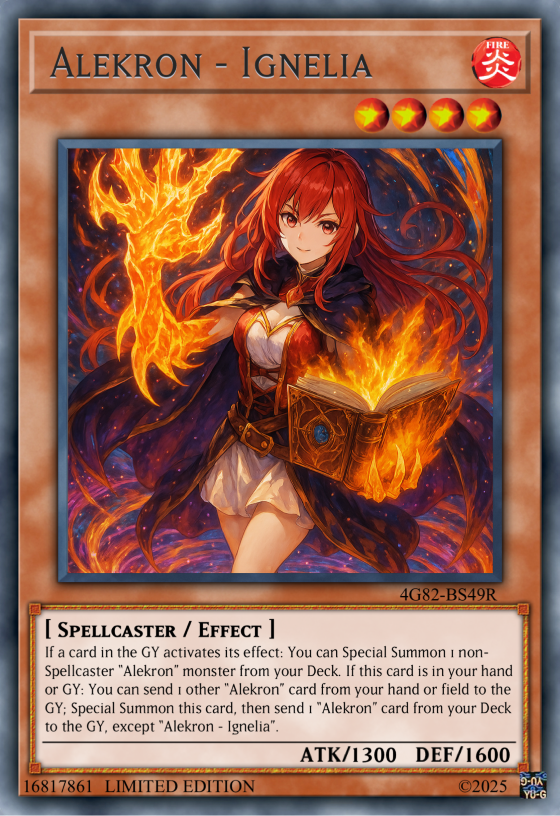 Alekron - Ignelia
FIRE
炎
4G82-BS49R
[ Spellcaster / Effect ]
If a card in the GY activates its effect: You can Special Summon 1 non-
Spellcaster "Alekron" monster from your Deck. If this card is in your hand
or GY: You can send 1 other "Alekron" card from your hand or field to the
GY; Special Summon this card, then send 1 "Alekron" card from your Deck
to the GY, except "Alekron - Ignelia".
ATK/1300 DEF/1600
16817861 LIMITED EDITION ©2025
YU-G
YU-G